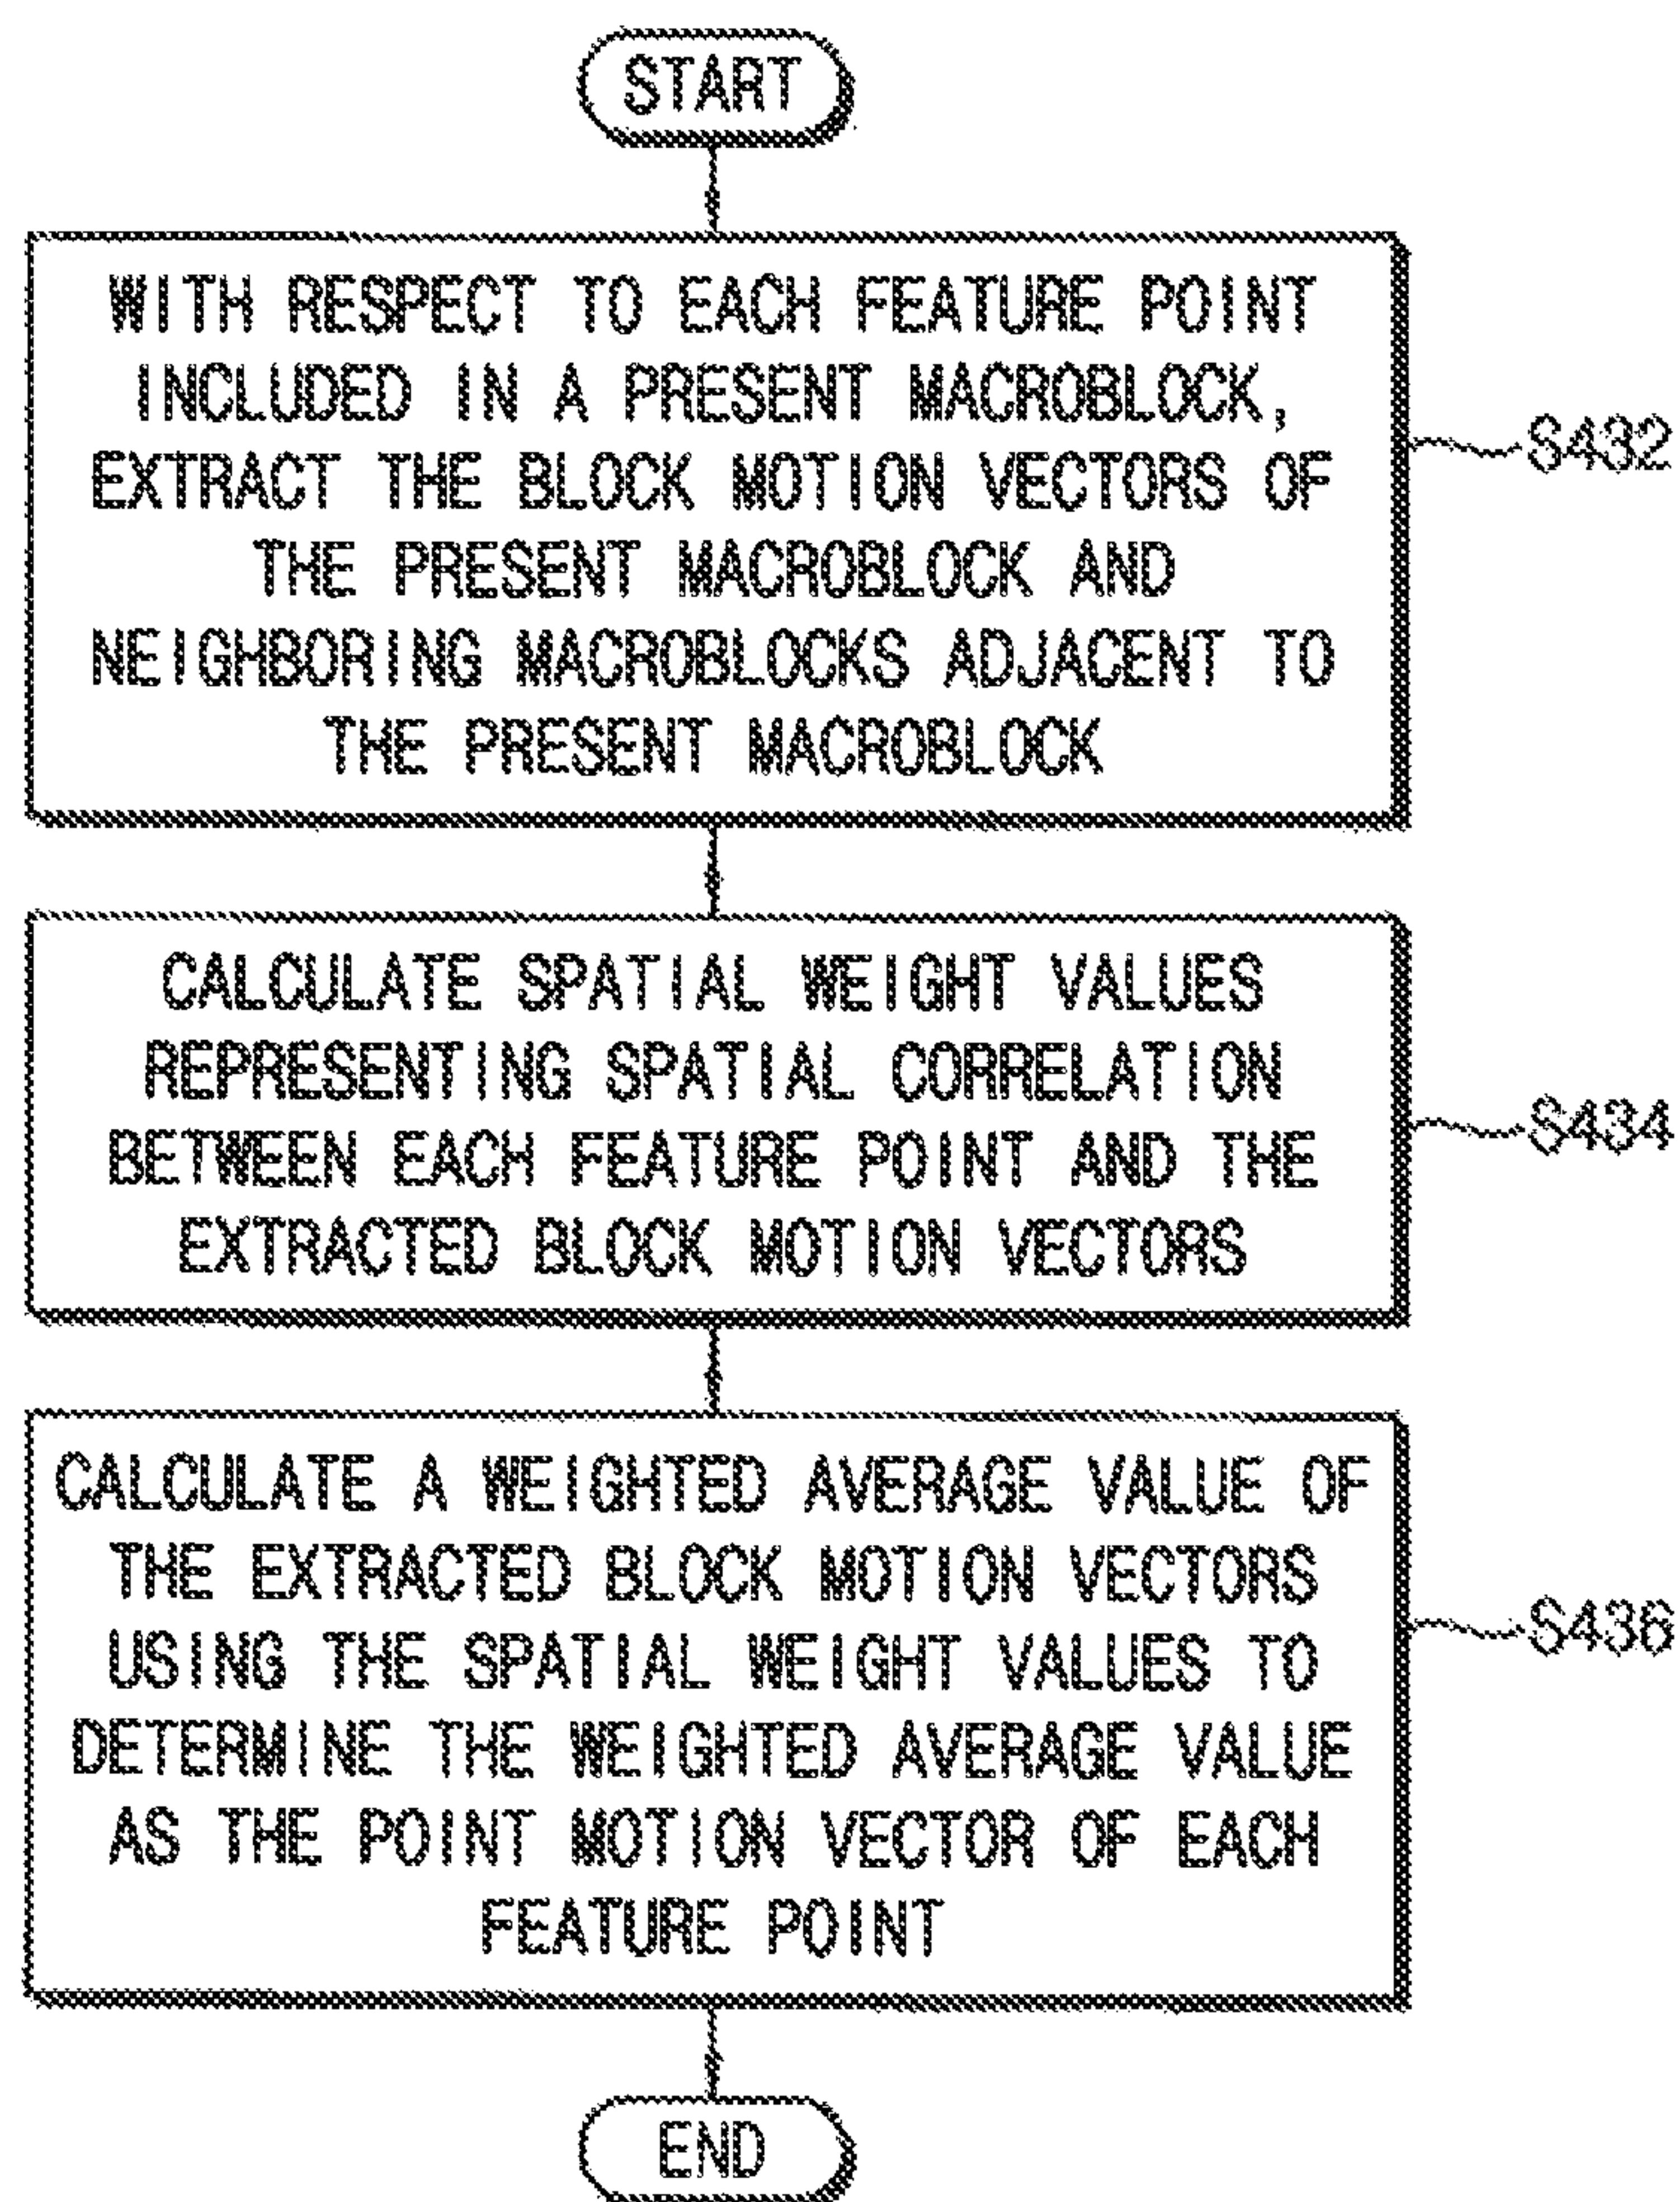 START
WITH RESPECT TO EACH FEATURE POINT
INCLUDED IN A PRESENT MACROBLOCK,
EXTRACT THE BLOCK MOTION VECTORS OF
THE PRESENT MACROBLOCK AND
NEIGHBORING MACROBLOCKS ADJACENT TO
THE PRESENT MACROBLOCK
S432
CALCULATE SPATIAL WEIGHT VALUES
REPRESENTING SPATIAL CORRELATION
BETWEEN EACH FEATURE POINT AND THE
EXTRACTED BLOCK MOTION VECTORS
S434
CALCULATE A WEIGHTED AVERAGE VALUE OF
THE EXTRACTED BLOCK MOTION VECTORS
USING THE SPATIAL WEIGHT VALUES TO
DETERMINE THE WEIGHTED AVERAGE VALUE
AS THE POINT MOTION VECTOR OF EACH
FEATURE POINT
S436
END